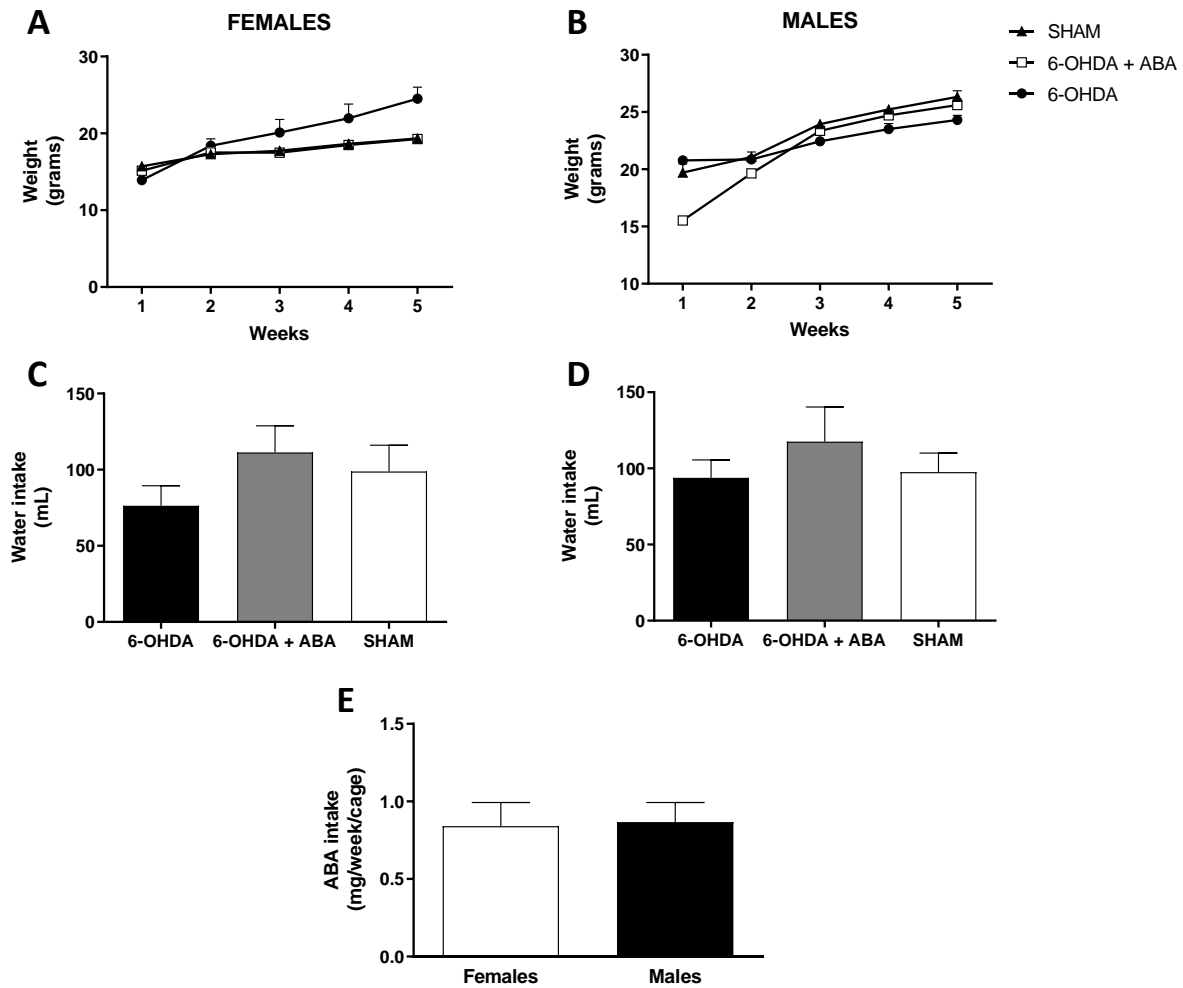 A
FEMALES
30
20
10
0
Weight
(grams)
1 2 3 4 5
Weeks
B
MALES
30
25
20
15
10
Weight
(grams)
1 2 3 4 5
Weeks
SHAM
6-OHDA + ABA
6-OHDA
C
150
100
50
0
Water intake
(mL)
6-OHDA 6-OHDA + ABA SHAM
D
150
100
50
0
Water intake
(mL)
6-OHDA 6-OHDA + ABA SHAM
E
1.5
1.0
0.5
0.0
ABA intake
(mg/week/cage)
Females Males